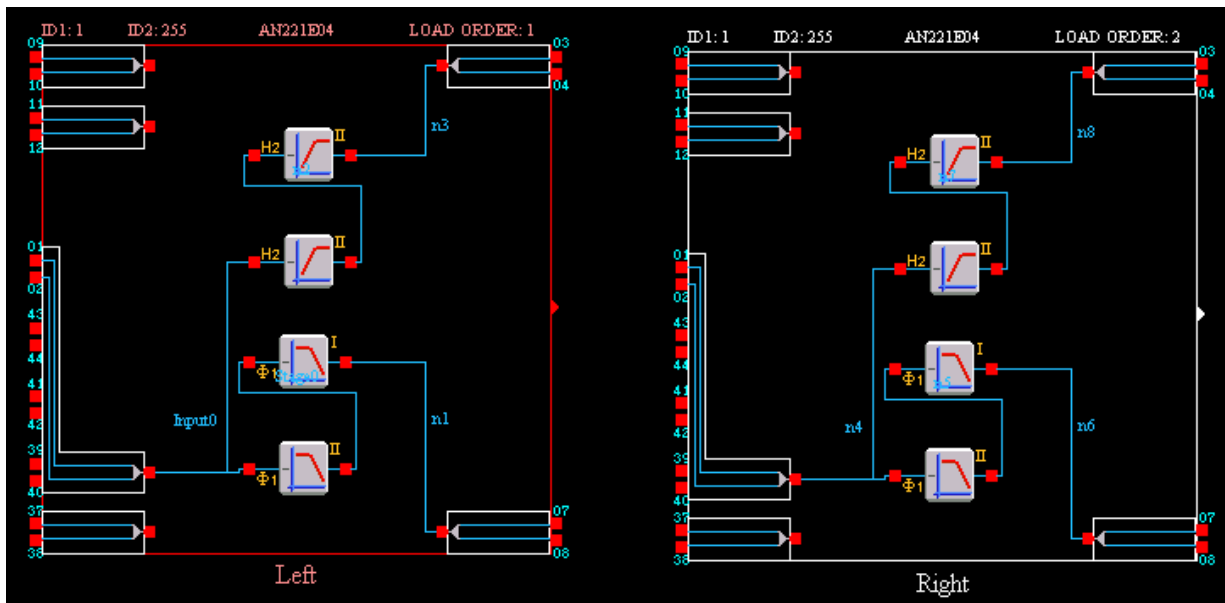 ID1: 1 ID2: 255 AN221E04 LOAD ORDER: 1
09
03
10
04
11
12
n3
H2 II
H2 II
01
02
43
44
41
42
39
40
37
38
I
Φ1
Stage0
Input0
n1
II
Φ1
07
08
Left
ID1: 1 ID2: 255 AN221E04 LOAD ORDER: 2
09
03
10
04
11
12
n8
H2 II
n7
H2 II
01
02
43
44
41
42
39
40
37
38
I
Φ1
n5
n4
n6
II
Φ1
07
08
Right